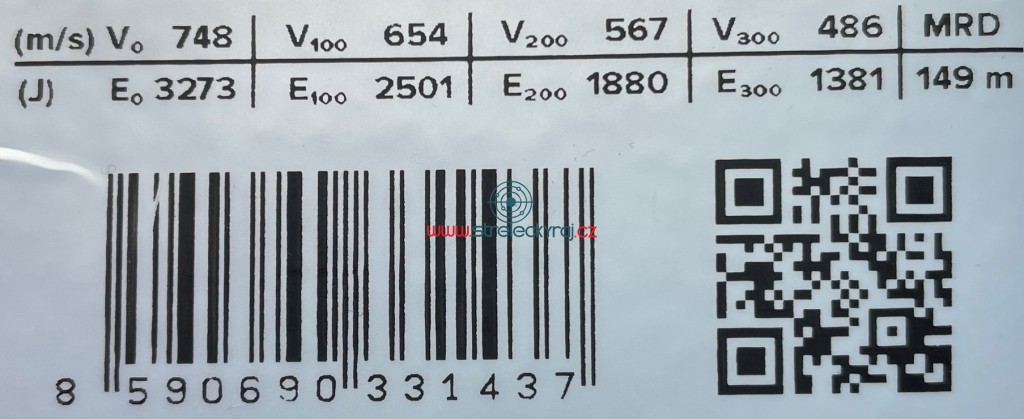 (m/s) V₀ 748 V₁₀₀ 654 V₂₀₀ 567 V₃₀₀ 486 MRD
(J) E₀ 3273 E₁₀₀ 2501 E₂₀₀ 1880 E₃₀₀ 1381 149 m
www.streleckyraj.cz
8 590690 331437